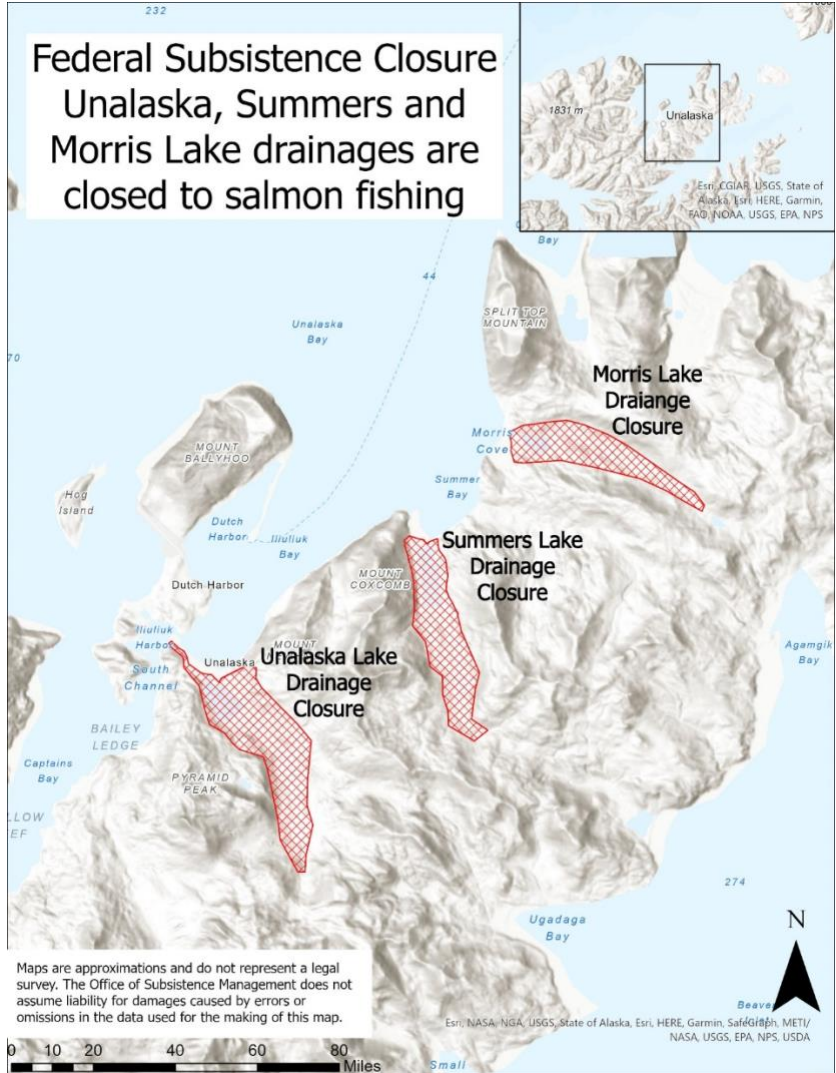 232
Federal Subsistence Closure
Unalaska, Summers and
Morris Lake drainages are
closed to salmon fishing
1831 m
Unalaska
Esri, CGIAR, USGS, State of
Alaska, Esri, HERE, Garmin,
FAO, NOAA, USGS, EPA, NPS
Bay
44
Unalaska
Bay
SPLIT TOP
MOUNTAIN
70
Morris Lake
Draiange
Closure
Morris
Cove
MOUNT
BALLYHOO
Summer
Bay
Hog
Island
Dutch
Harbor
Iliuliuk
Bay
Summers Lake
Drainage
Closure
MOUNT
COXCOMB
Dutch Harbor
Iliuliuk
Harbo
MOUNT
Unalaska
Unalaska Lake
Drainage
Closure
South
Channel
Agamgik
Bay
BAILEY
LEDGE
Captains
Bay
PYRAMID
PEAK
LLOW
EF
274
Ugadaga
Bay
N
Maps are approximations and do not represent a legal
survey. The Office of Subsistence Management does not
assume liability for damages caused by errors or
omissions in the data used for the making of this map.
Beaver
Inlet
Esri, NASA, NGA, USGS, State of Alaska, Esri, HERE, Garmin, SafeGraph, METI/
NASA, USGS, EPA, NPS, USDA
0 10 20 40 60 80
Miles
Small